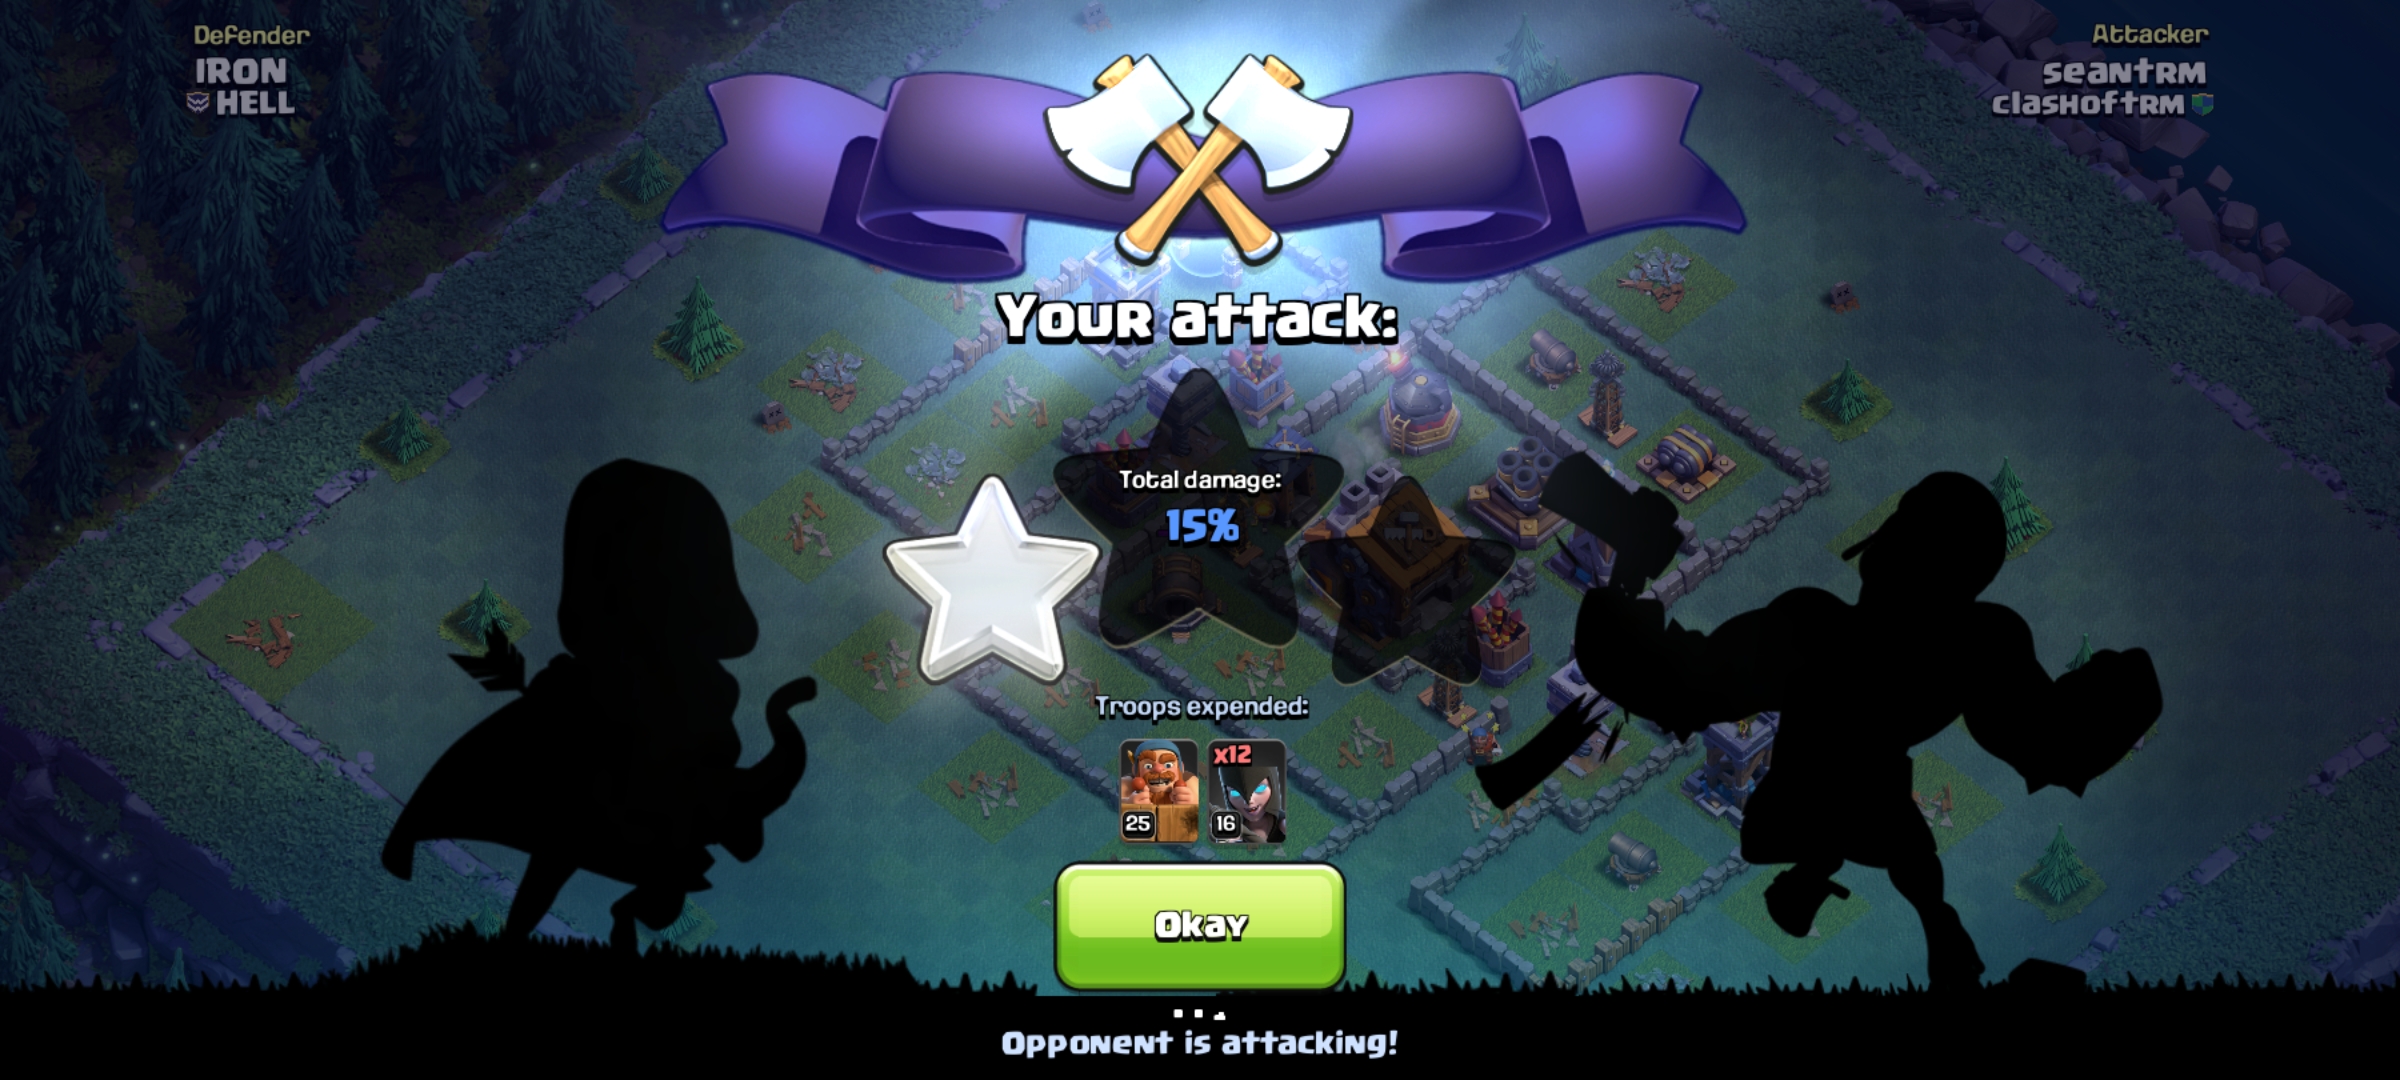 Defender
IRON
HELL
Attacker
seantRM
clashoftRM
Your attack:
Total damage:
15%
Troops expended:
25
x12
16
Okay
Opponent is attacking!